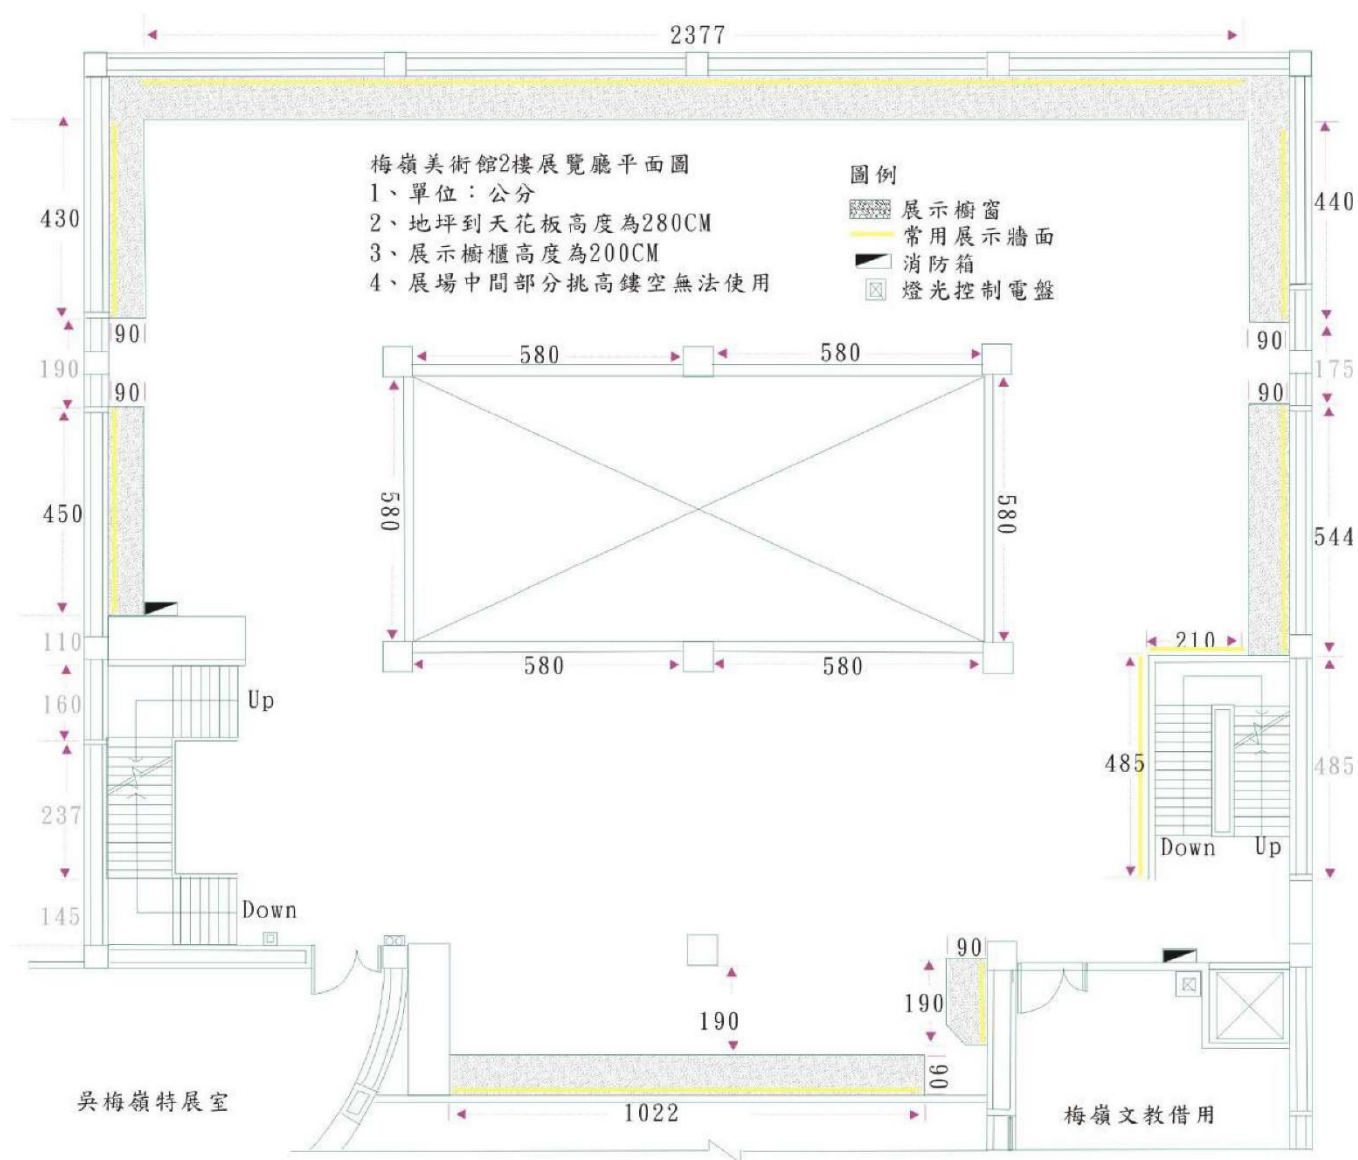 2377
梅嶺美術館2樓展覽廳平面圖
1、單位：公分
2、地坪到天花板高度為280CM
3、展示櫥櫃高度為200CM
4、展場中間部分挑高鏤空無法使用
圖例
展示櫥窗
常用展示牆面
消防箱
燈光控制電盤
430
440
90
90
190
175
90
90
580
580
450
580
580
544
110
580
580
210
160
Up
485
485
237
Down
Up
145
Down
90
190
190
90
吳梅嶺特展室
1022
梅嶺文教借用